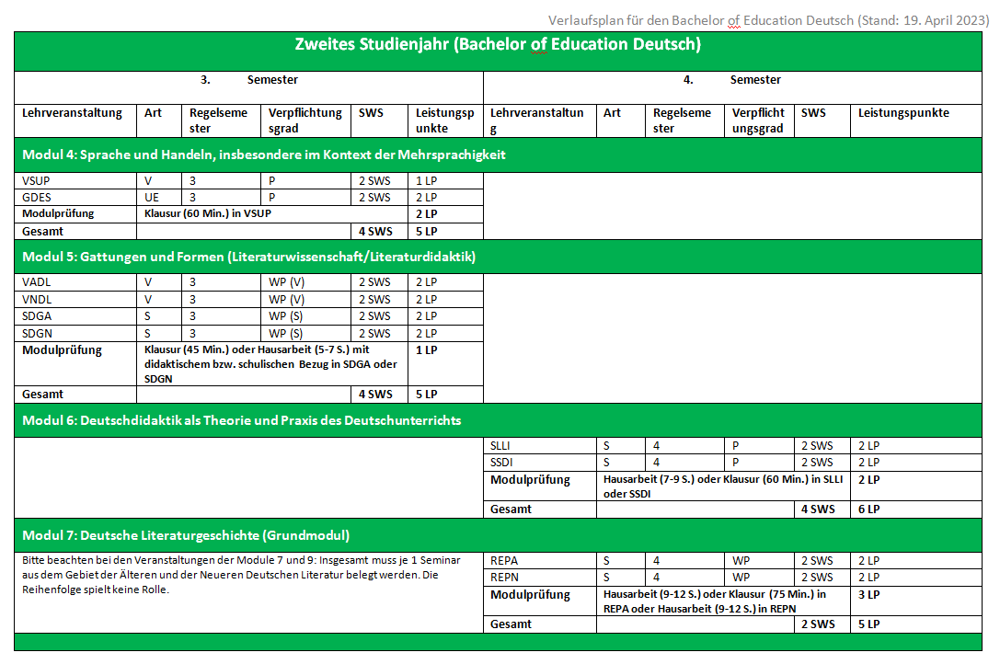 Verlaufsplan für den Bachelor of Education Deutsch (Stand: 19. April 2023)
Zweites Studienjahr (Bachelor of Education Deutsch)
3. Semester 4. Semester
Lehrveranstaltung Art Regelseme Verpflichtung SWS Leistungsp Lehrveranstaltun Art Regelseme Verpflicht SWS Leistungspunkte
ster sgrad unkte g ster ungsgrad
Modul 4: Sprache und Handeln, insbesondere im Kontext der Mehrsprachigkeit
VSUP V 3 P 2 SWS 1 LP
GDES UE 3 P 2 SWS 2 LP
Modulprüfung Klausur (60 Min.) in VSUP 2 LP
Gesamt 4 SWS 5 LP
Modul 5: Gattungen und Formen (Literaturwissenschaft/Literaturdidaktik)
VADL V 3 WP (V) 2 SWS 2 LP
VNDL V 3 WP (V) 2 SWS 2 LP
SDGA S 3 WP (S) 2 SWS 2 LP
SDGN S 3 WP (S) 2 SWS 2 LP
Modulprüfung Klausur (45 Min.) oder Hausarbeit (5-7 S.) mit 1 LP
didaktischem bzw. schulischen Bezug in SDGA oder
SDGN
Gesamt 4 SWS 5 LP
Modul 6: Deutschdidaktik als Theorie und Praxis des Deutschunterrichts
SLLI S 4 P 2 SWS 2 LP
SSDI S 4 P 2 SWS 2 LP
Modulprüfung Hausarbeit (7-9 S.) oder Klausur (60 Min.) in SLLI 2 LP
oder SSDI
Gesamt 4 SWS 6 LP
Modul 7: Deutsche Literaturgeschichte (Grundmodul)
Bitte beachten bei den Veranstaltungen der Module 7 und 9: Insgesamt muss je 1 Seminar
aus dem Gebiet der Älteren und der Neueren Deutschen Literatur belegt werden. Die
Reihenfolge spielt keine Rolle.
REPA S 4 WP 2 SWS 2 LP
REPN S 4 WP 2 SWS 2 LP
Modulprüfung Hausarbeit (9-12 S.) oder Klausur (75 Min.) in 3 LP
REPA oder Hausarbeit (9-12 S.) in REPN
Gesamt 2 SWS 5 LP